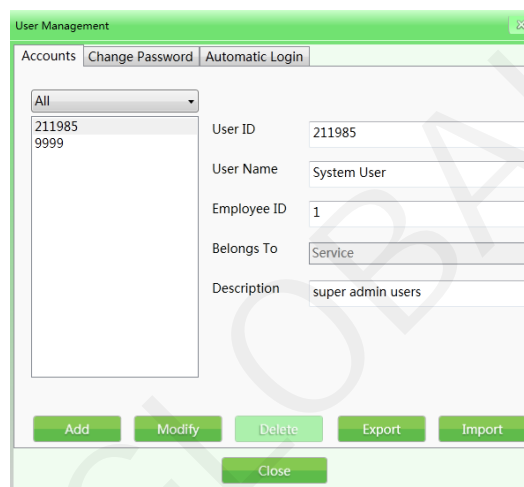 User Management
Accounts Change Password Automatic Login
All
211985
9999
User ID 211985
User Name System User
Employee ID 1
Belongs To Service
Description super admin users
Add Modify Delete Export Import
Close
GLOBAL